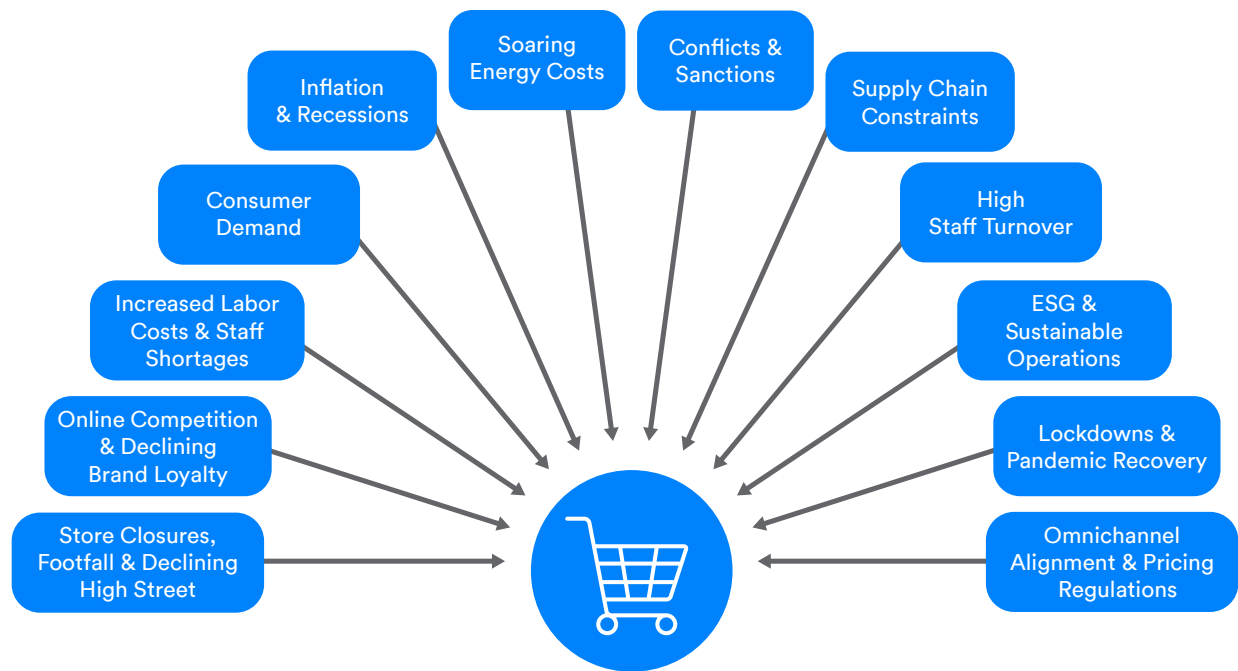 Soaring
Energy Costs
Conflicts &
Sanctions
Inflation
& Recessions
Supply Chain
Constraints
Consumer
Demand
High
Staff Turnover
Increased Labor
Costs & Staff
Shortages
ESG &
Sustainable
Operations
Online Competition
& Declining
Brand Loyalty
Lockdowns &
Pandemic Recovery
Store Closures,
Footfall & Declining
High Street
Omnichannel
Alignment & Pricing
Regulations